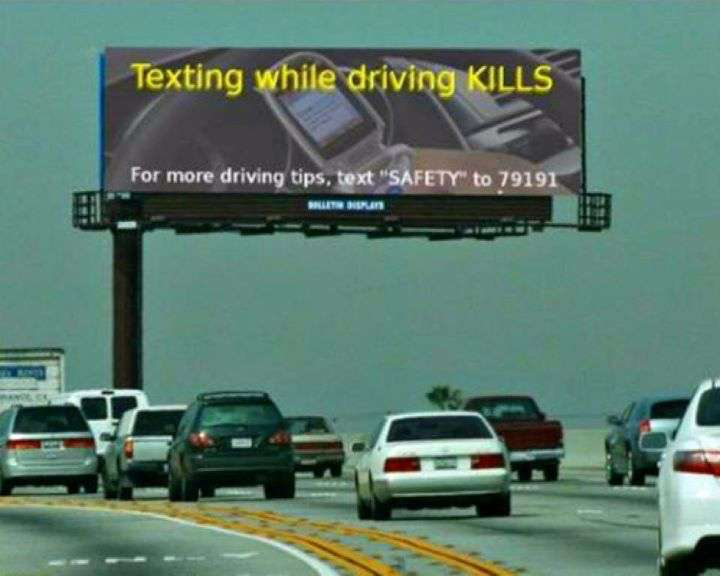 Texting while driving KILLS
For more driving tips, text "SAFETY" to 79191
BULLETIN DISPLAYS